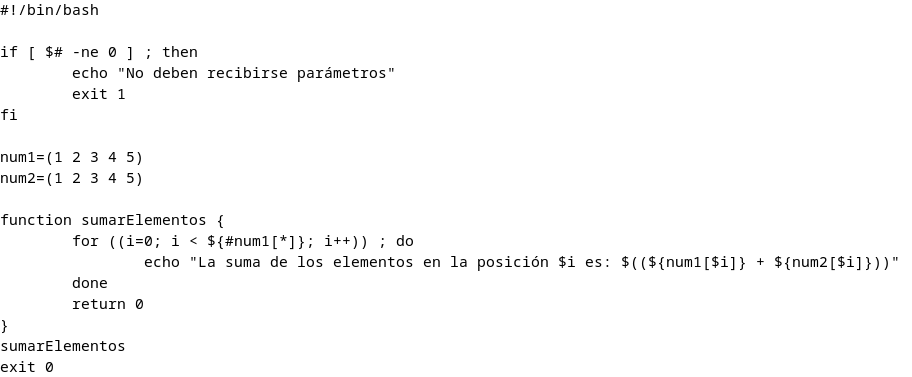 #!/bin/bash

if [ $# -ne 0 ] ; then
        echo "No deben recibirse parámetros"
        exit 1
fi

num1=(1 2 3 4 5)
num2=(1 2 3 4 5)

function sumarElementos {
        for ((i=0; i < ${#num1[*]}; i++)) ; do
                echo "La suma de los elementos en la posición $i es: $((${num1[$i]} + ${num2[$i]}))"
        done
        return 0
}
sumarElementos
exit 0